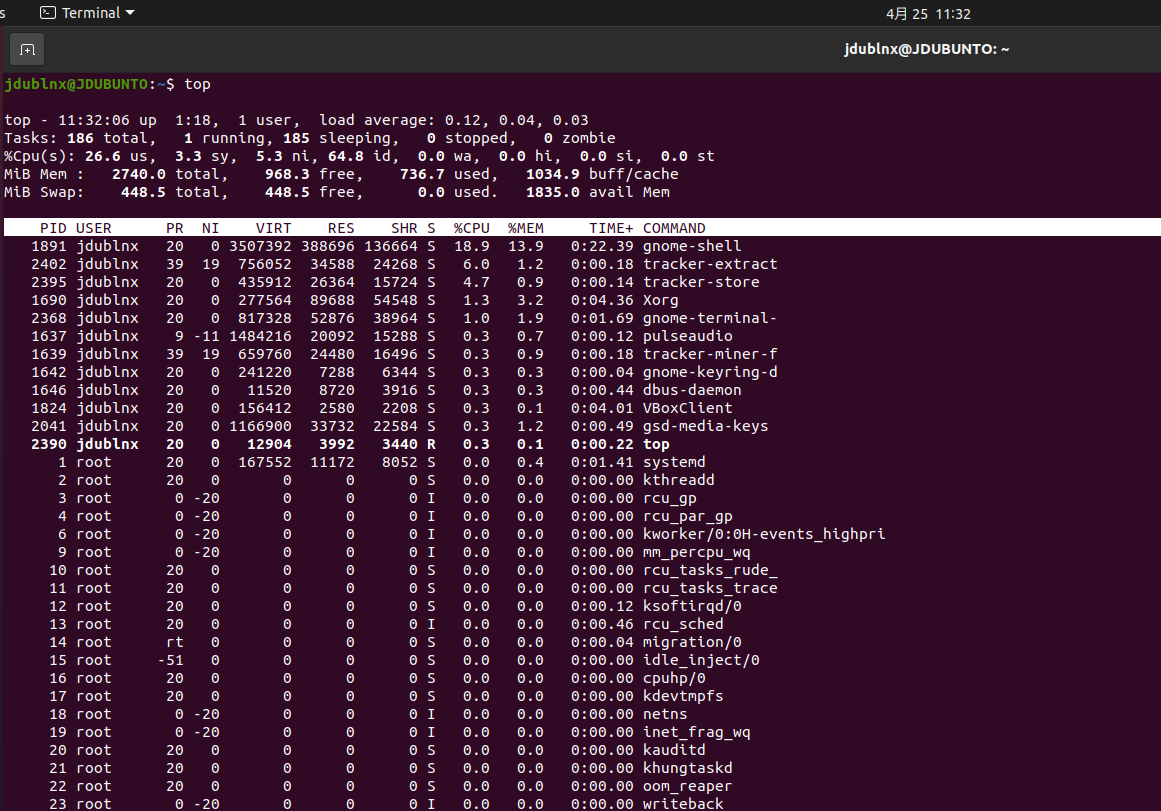 s Terminal 4月 25 11:32
jdublnx@JDUBUNTO: ~
jdublnx@JDUBUNTO:~$ top
top - 11:32:06 up  1:18,  1 user,  load average: 0.12, 0.04, 0.03
Tasks: 186 total,   1 running, 185 sleeping,   0 stopped,   0 zombie
%Cpu(s): 26.6 us,  3.3 sy,  5.3 ni, 64.8 id,  0.0 wa,  0.0 hi,  0.0 si,  0.0 st
MiB Mem :   2740.0 total,    968.3 free,    736.7 used,   1034.9 buff/cache
MiB Swap:    448.5 total,    448.5 free,      0.0 used.   1835.0 avail Mem
PID USER      PR  NI    VIRT    RES    SHR S  %CPU  %MEM     TIME+ COMMAND
1891 jdublnx   20   0 3507392 388696 136664 S  18.9  13.9   0:22.39 gnome-shell
2402 jdublnx   39  19  756052  34588  24268 S   6.0   1.2   0:00.18 tracker-extract
2395 jdublnx   20   0  435912  26364  15724 S   4.7   0.9   0:00.14 tracker-store
1690 jdublnx   20   0  277564  89688  54548 S   1.3   3.2   0:04.36 Xorg
2368 jdublnx   20   0  817328  52876  38964 S   1.0   1.9   0:01.69 gnome-terminal-
1637 jdublnx    9 -11 1484216  20092  15288 S   0.3   0.7   0:00.12 pulseaudio
1639 jdublnx   39  19  659760  24480  16496 S   0.3   0.9   0:00.18 tracker-miner-f
1642 jdublnx   20   0  241220   7288   6344 S   0.3   0.3   0:00.04 gnome-keyring-d
1646 jdublnx   20   0   11520   8720   3916 S   0.3   0.3   0:00.44 dbus-daemon
1824 jdublnx   20   0  156412   2580   2208 S   0.3   0.1   0:04.01 VBoxClient
2041 jdublnx   20   0 1166900  33732  22584 S   0.3   1.2   0:00.49 gsd-media-keys
2390 jdublnx   20   0   12904   3992   3440 R   0.3   0.1   0:00.22 top
1 root      20   0  167552  11172   8052 S   0.0   0.4   0:01.41 systemd
2 root      20   0       0      0      0 S   0.0   0.0   0:00.00 kthreadd
3 root       0 -20       0      0      0 I   0.0   0.0   0:00.00 rcu_gp
4 root       0 -20       0      0      0 I   0.0   0.0   0:00.00 rcu_par_gp
6 root       0 -20       0      0      0 I   0.0   0.0   0:00.00 kworker/0:0H-events_highpri
9 root       0 -20       0      0      0 I   0.0   0.0   0:00.00 mm_percpu_wq
10 root      20   0       0      0      0 S   0.0   0.0   0:00.00 rcu_tasks_rude_
11 root      20   0       0      0      0 S   0.0   0.0   0:00.00 rcu_tasks_trace
12 root      20   0       0      0      0 S   0.0   0.0   0:00.12 ksoftirqd/0
13 root      20   0       0      0      0 I   0.0   0.0   0:00.46 rcu_sched
14 root      rt   0       0      0      0 S   0.0   0.0   0:00.04 migration/0
15 root     -51   0       0      0      0 S   0.0   0.0   0:00.00 idle_inject/0
16 root      20   0       0      0      0 S   0.0   0.0   0:00.00 cpuhp/0
17 root      20   0       0      0      0 S   0.0   0.0   0:00.00 kdevtmpfs
18 root       0 -20       0      0      0 I   0.0   0.0   0:00.00 netns
19 root       0 -20       0      0      0 I   0.0   0.0   0:00.00 inet_frag_wq
20 root      20   0       0      0      0 S   0.0   0.0   0:00.00 kauditd
21 root      20   0       0      0      0 S   0.0   0.0   0:00.00 khungtaskd
22 root      20   0       0      0      0 S   0.0   0.0   0:00.00 oom_reaper
23 root       0 -20       0      0      0 I   0.0   0.0   0:00.00 writeback